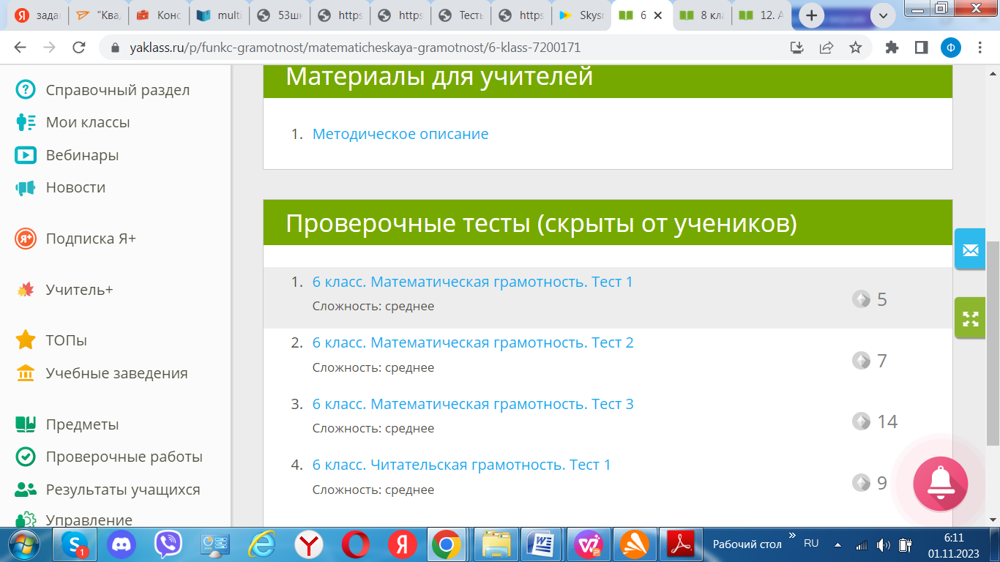 зада
"Ква
Конс
multi
53ш
https
https
Тесть
https
Skys
6
8 кл
12. А
yaklass.ru/p/funkc-gramotnost/matematicheskaya-gramotnost/6-klass-7200171
Ф
Справочный раздел
Мои классы
Вебинары
Новости
Подписка Я+
Учитель+
ТОПы
Учебные заведения
Предметы
Проверочные работы
Результаты учащихся
Управление
Материалы для учителей
1. Методическое описание
Проверочные тесты (скрыты от учеников)
1. 6 класс. Математическая грамотность. Тест 1
Сложность: среднее
5
2. 6 класс. Математическая грамотность. Тест 2
Сложность: среднее
7
3. 6 класс. Математическая грамотность. Тест 3
Сложность: среднее
14
4. 6 класс. Читательская грамотность. Тест 1
Сложность: среднее
9
1
Рабочий стол
»
RU
6:11
01.11.2023